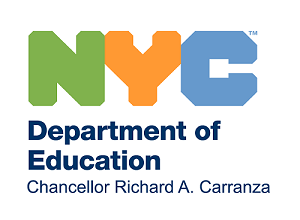 NYC™
Department of
Education
Chancellor Richard A. Carranza